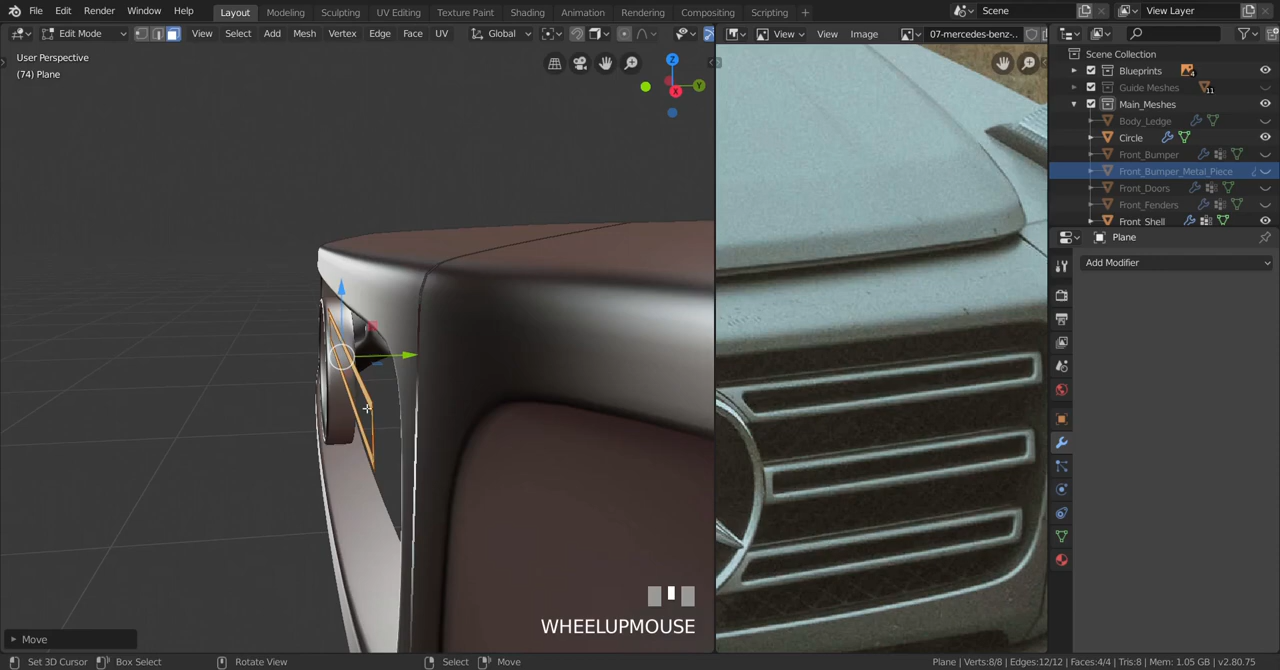 File Edit Render Window Help
Layout Modeling Sculpting UV Editing Texture Paint Shading Animation Rendering Compositing Scripting +
Scene View Layer
Edit Mode View Select Add Mesh Vertex Edge Face UV Global
View View Image 07-mercedes-benz-..
User Perspective
(74) Plane
Z
Y
X
Scene Collection
Blueprints 4
Guide Meshes 11
Main_Meshes
Body_Ledge
Circle
Front_Bumper
Front_Bumper_Metal_Piece
Front_Doors
Front_Fenders
Front_Shell
Plane
Add Modifier
WHEELUPMOUSE
Move
Set 3D Cursor Box Select Rotate View Select Move
Plane | Verts:8/8 | Edges:12/12 | Faces:4/4 | Tris:8 | Mem: 1.05 GB | v2.80.75